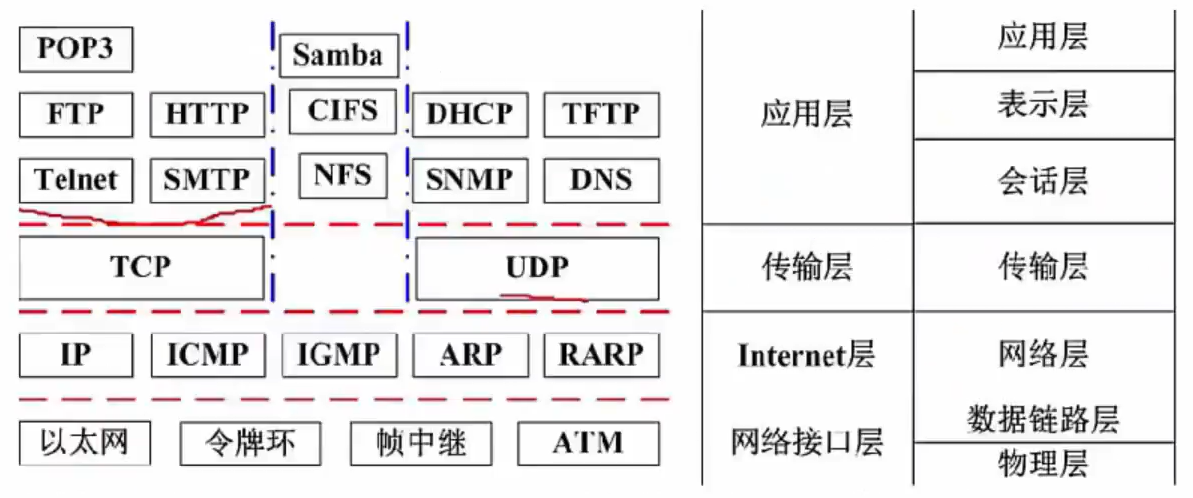 POP3
Samba
FTP
HTTP
CIFS
DHCP
TFTP
Telnet
SMTP
NFS
SNMP
DNS
TCP
UDP
IP
ICMP
IGMP
ARP
RARP
以太网
令牌环
帧中继
ATM
应用层
传输层
Internet层
网络接口层
应用层
表示层
会话层
传输层
网络层
数据链路层
物理层